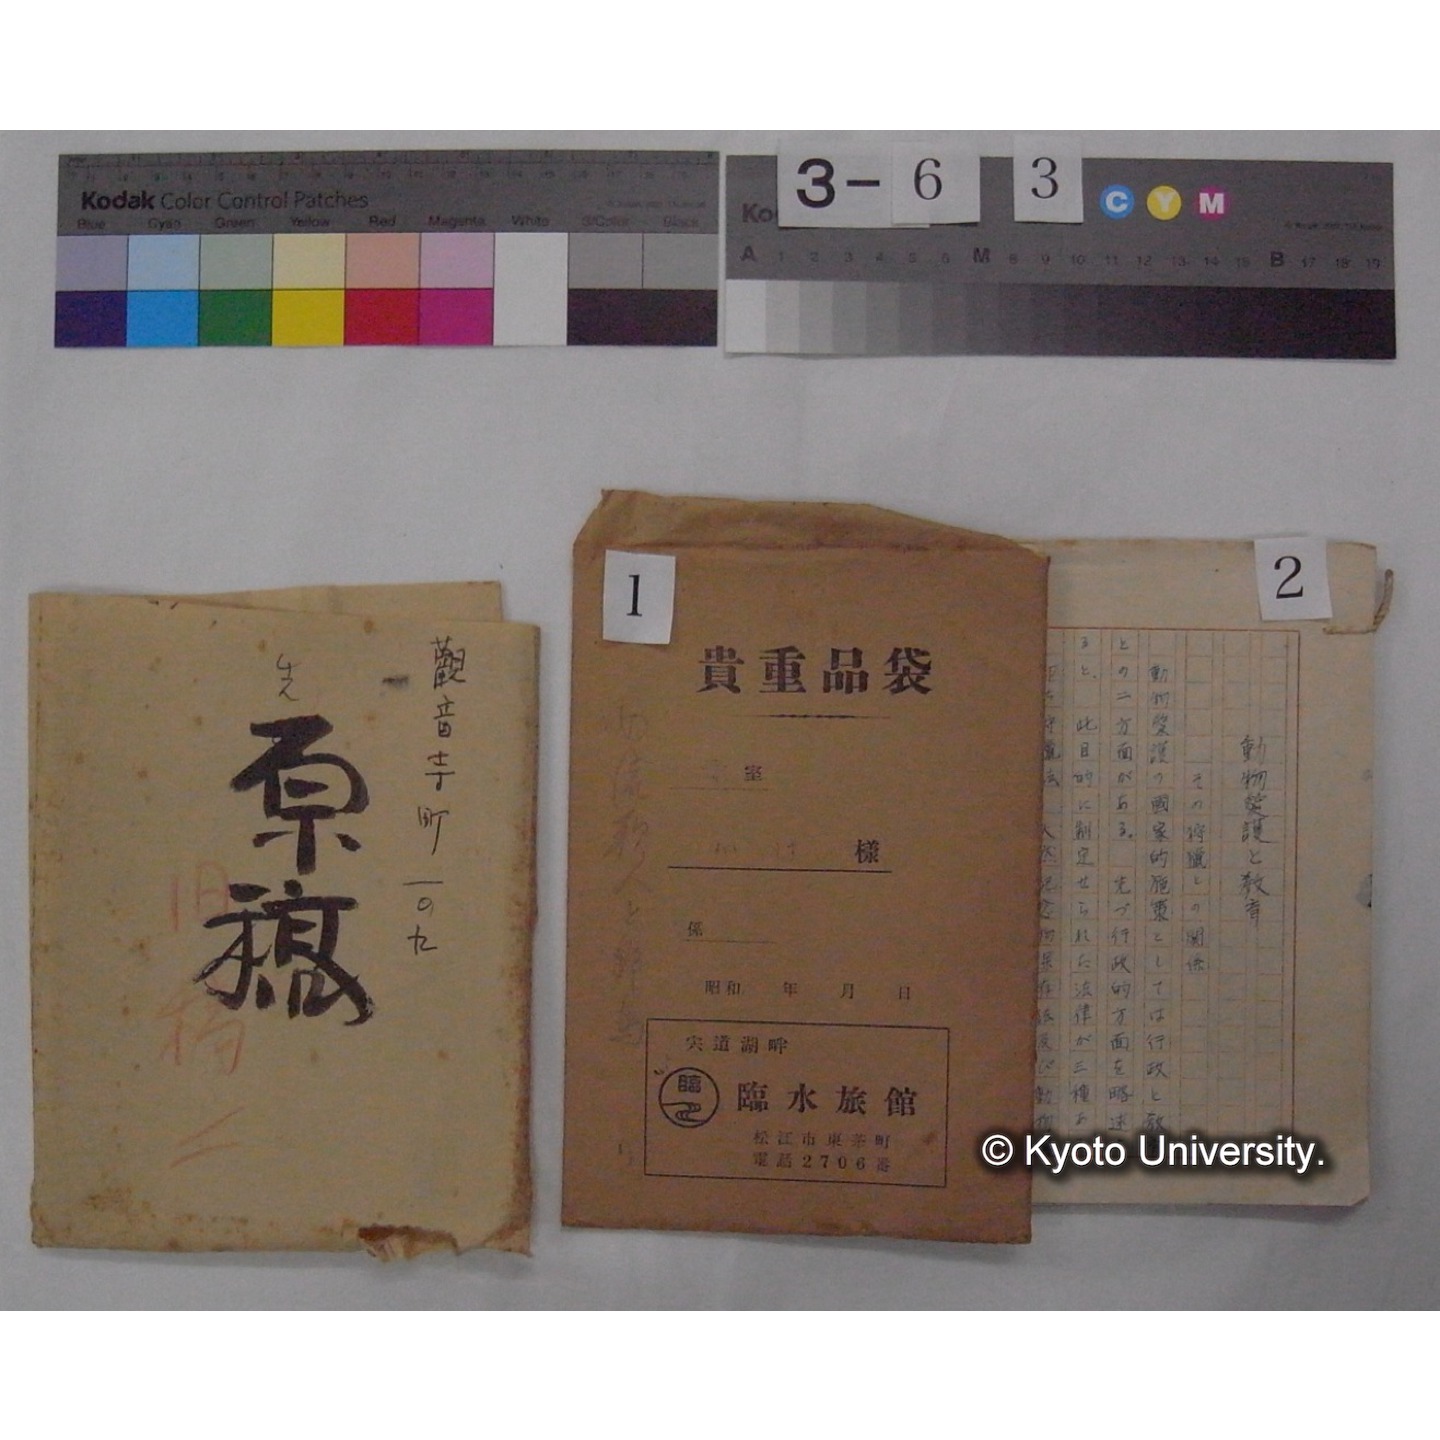 Kodak Color Control Patches
Blue Cyan Green Yellow Red Magenta White 3/Color Black
3-6 3
C Y M
A 1 2 3 4 5 6 M 8 9 10 11 12 13 14 15 B 17 18 19
觀音寺町一の九
原稿
旧稿
1
貴重品袋
室
様
係
昭和 年 月 日
宍道湖畔
臨水旅館
松江市東茶町
電話2706番
2
動物愛護と教育
その狩獵との関係
動物愛護の國家的施策としては行政と教
との二方面がある。先づ行政的方面を略述
ると、此目的に制定せられた法律が三種あ
© Kyoto University.